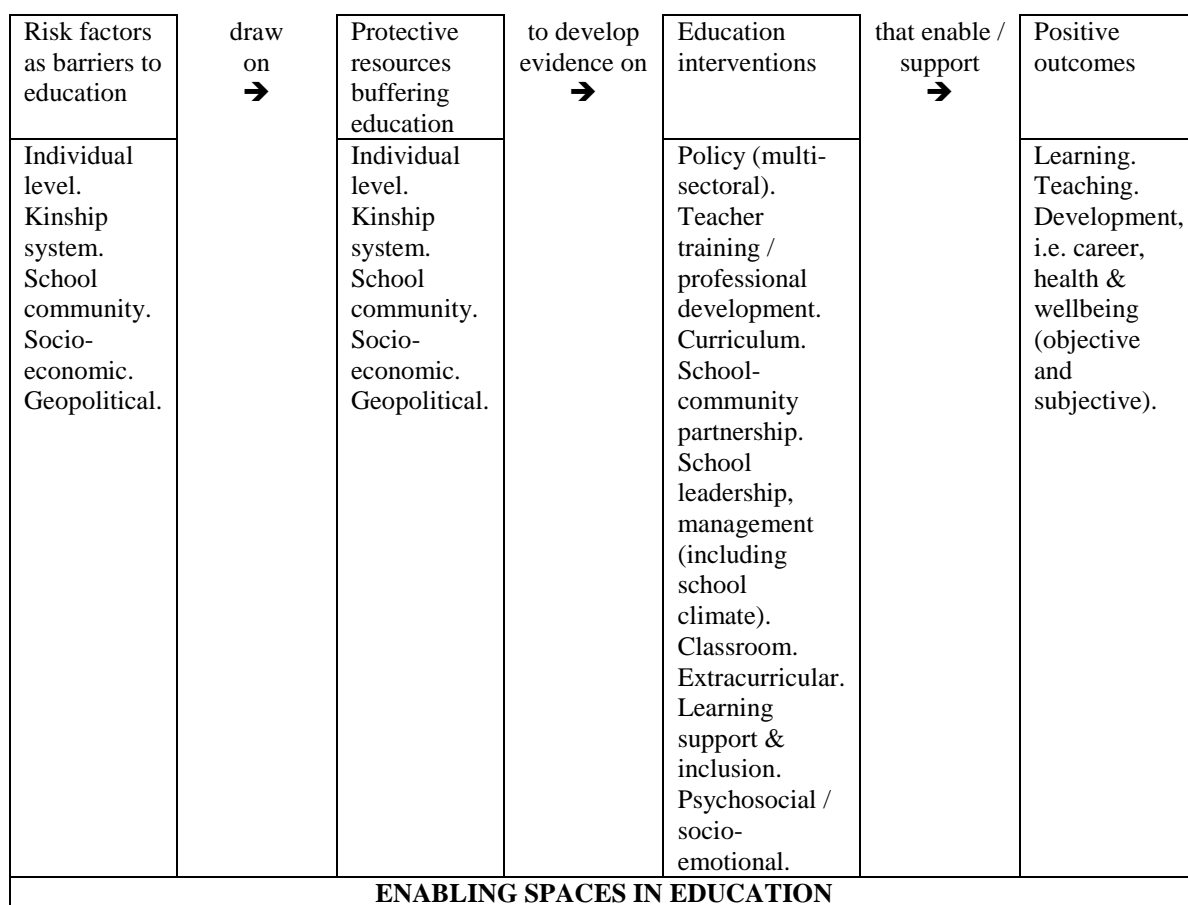 Risk factors
as barriers to
education
draw
on
➔
Protective
resources
buffering
education
to develop
evidence on
➔
Education
interventions
that enable /
support
➔
Positive
outcomes
Individual
level.
Kinship
system.
School
community.
Socio-
economic.
Geopolitical.
Individual
level.
Kinship
system.
School
community.
Socio-
economic.
Geopolitical.
Policy (multi-
sectoral).
Teacher
training /
professional
development.
Curriculum.
School-
community
partnership.
School
leadership,
management
(including
school
climate).
Classroom.
Extracurricular.
Learning
support &
inclusion.
Psychosocial /
socio-
emotional.
Learning.
Teaching.
Development,
i.e. career,
health &
wellbeing
(objective
and
subjective).
ENABLING SPACES IN EDUCATION